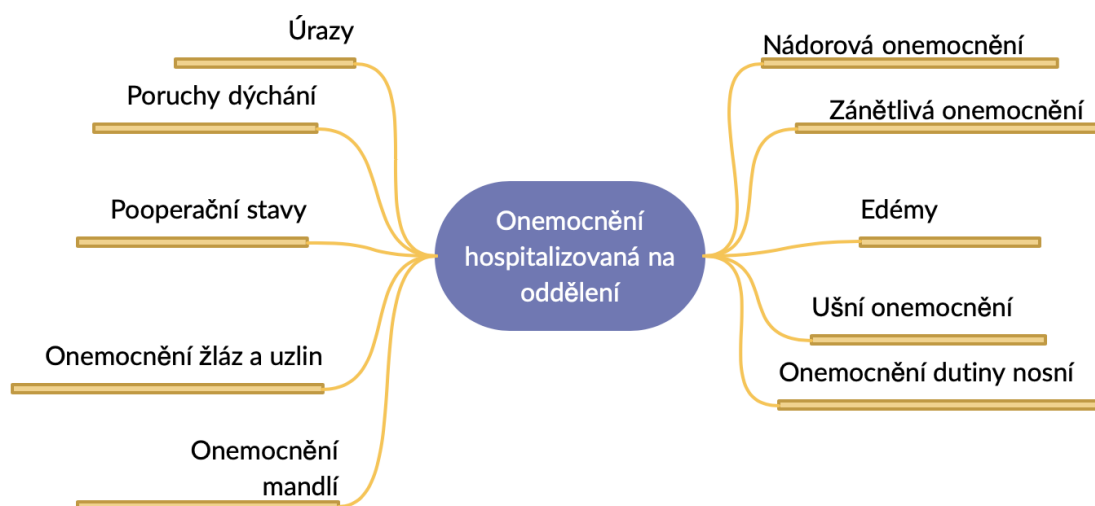 Úrazy
Poruchy dýchání
Pooperační stavy
Onemocnění žláz a uzlin
Onemocnění
mandlí
Onemocnění
hospitalizovaná na
oddělení
Nádorová onemocnění
Zánětlivá onemocnění
Edémy
Ušní onemocnění
Onemocnění dutiny nosní